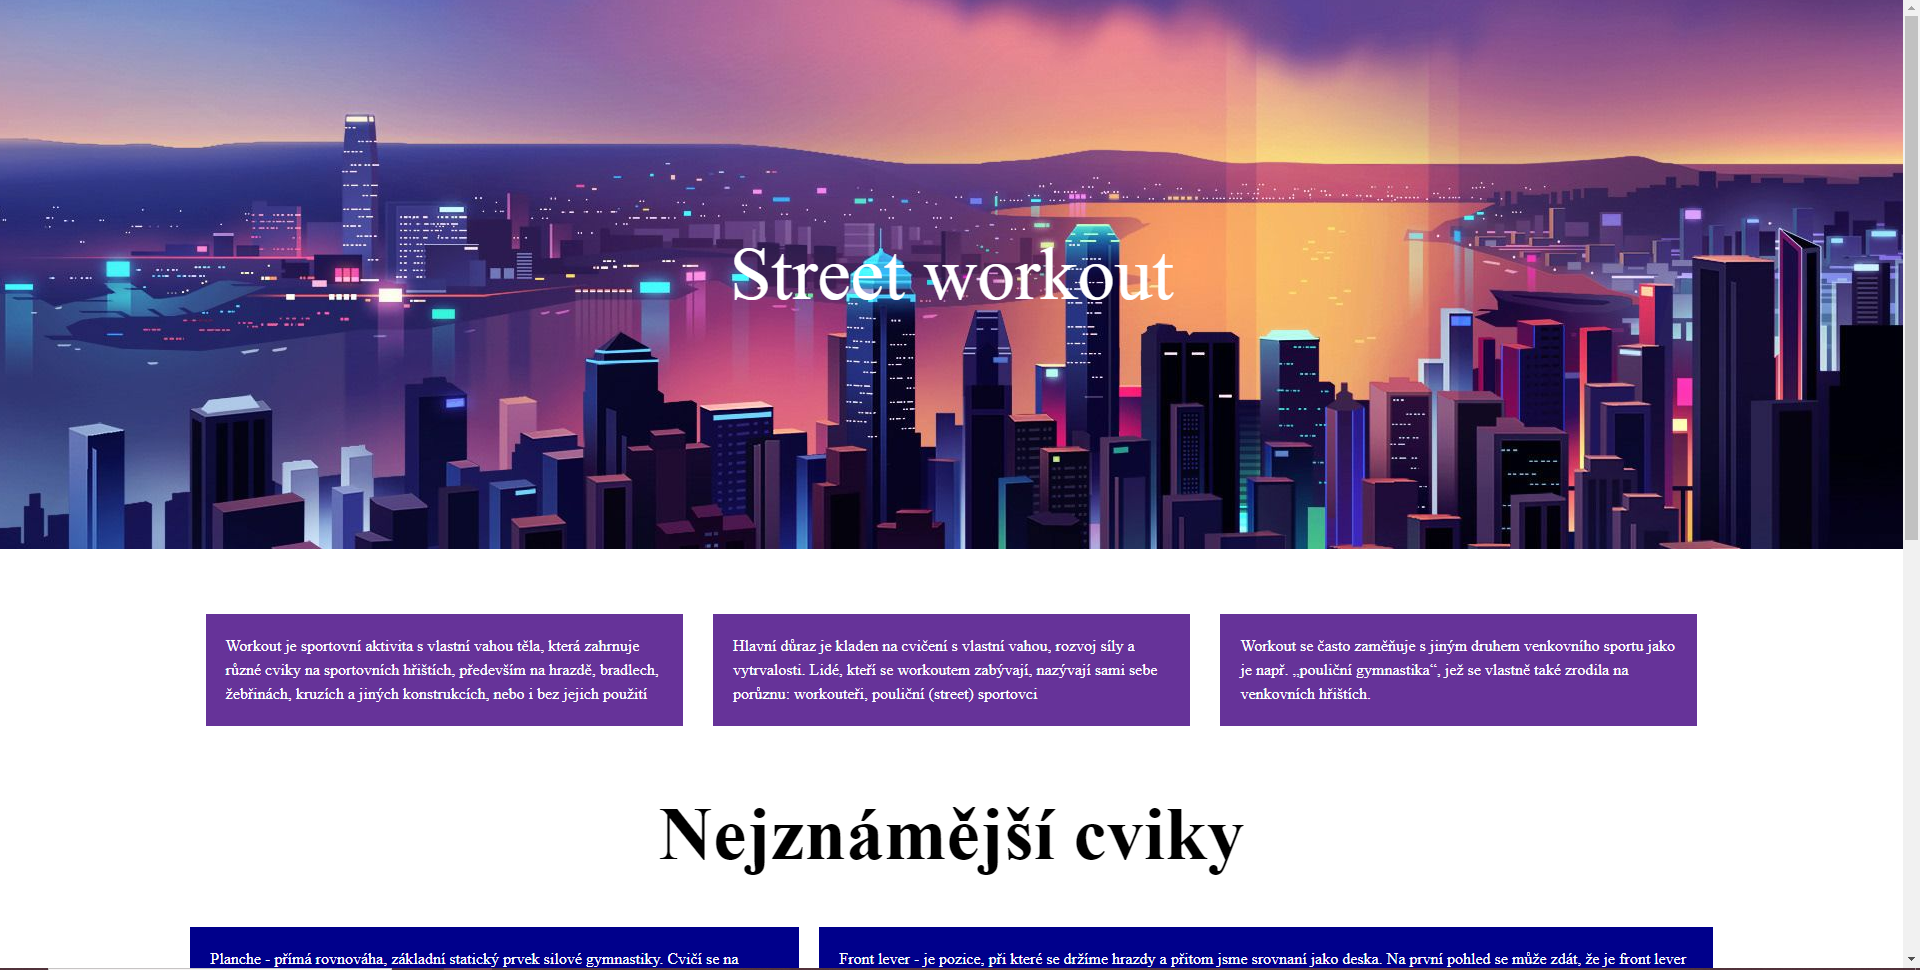 Street workout
Workout je sportovní aktivita s vlastní vahou těla, která zahrnuje
různé cviky na sportovních hřištích, především na hrazdě, bradlech,
žebřinách, kruzích a jiných konstrukcích, nebo i bez jejich použití
Hlavní důraz je kladen na cvičení s vlastní vahou, rozvoj síly a
vytrvalosti. Lidé, kteří se workoutem zabývají, nazývají sami sebe
porůznu: workouteři, pouliční (street) sportovci
Workout se často zaměňuje s jiným druhem venkovního sportu jako
je např. „pouliční gymnastika“, jež se vlastně také zrodila na
venkovních hřištích.
Nejznámější cviky
Planche - přímá rovnováha, základní statický prvek silové gymnastiky. Cvičí se na
Front lever - je pozice, při které se držíme hrazdy a přitom jsme srovnaní jako deska. Na první pohled se může zdát, že je front lever